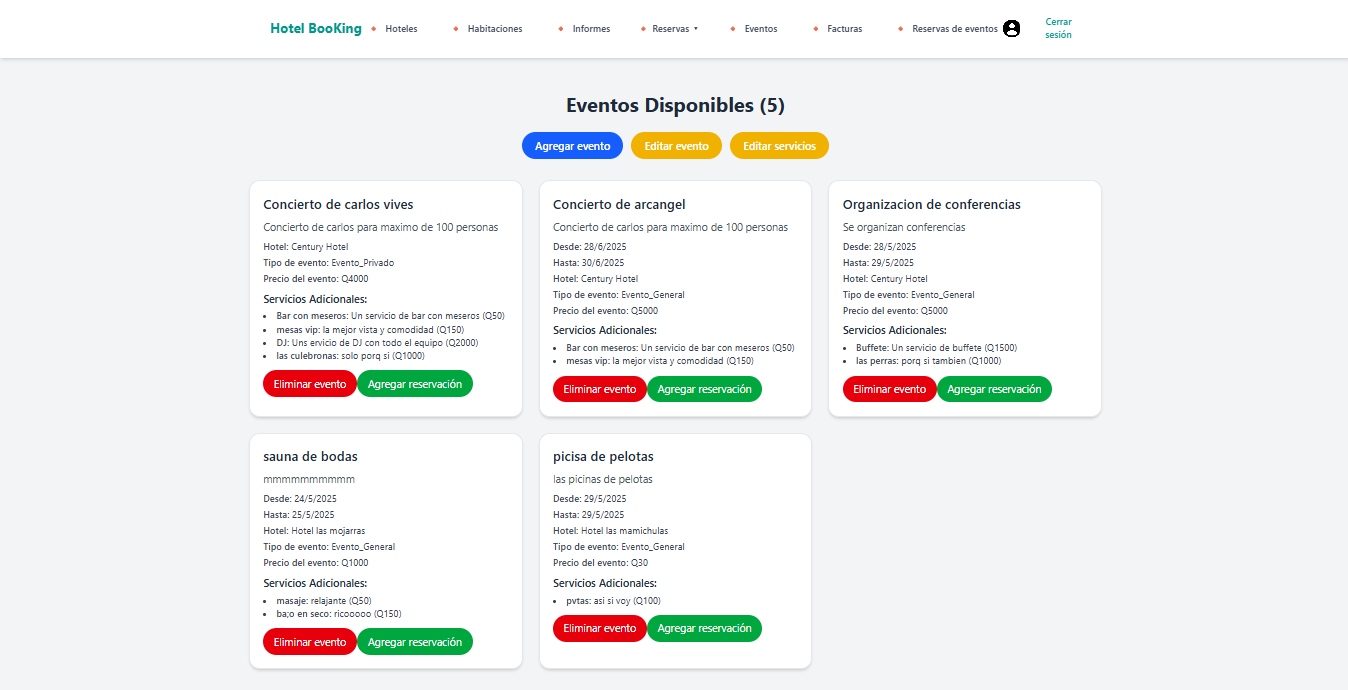 Hotel BooKing
Hoteles
Habitaciones
Informes
Reservas
Eventos
Facturas
Reservas de eventos
Cerrar
sesión
Eventos Disponibles (5)
Agregar evento
Editar evento
Editar servicios
Concierto de carlos vives
Concierto de carlos para maximo de 100 personas
Hotel: Century Hotel
Tipo de evento: Evento_Privado
Precio del evento: Q4000
Servicios Adicionales:
Bar con meseros: Un servicio de bar con meseros (Q50)
mesas vip: la mejor vista y comodidad (Q150)
DJ: Uns ervicio de DJ con todo el equipo (Q2000)
las culebronas: solo porq si (Q1000)
Eliminar evento
Agregar reservación
Concierto de arcangel
Concierto de carlos para maximo de 100 personas
Desde: 28/6/2025
Hasta: 30/6/2025
Hotel: Century Hotel
Tipo de evento: Evento_General
Precio del evento: Q5000
Servicios Adicionales:
Bar con meseros: Un servicio de bar con meseros (Q50)
mesas vip: la mejor vista y comodidad (Q150)
Eliminar evento
Agregar reservación
Organizacion de conferencias
Se organizan conferencias
Desde: 28/5/2025
Hasta: 29/5/2025
Hotel: Century Hotel
Tipo de evento: Evento_General
Precio del evento: Q5000
Servicios Adicionales:
Buffete: Un servicio de buffete (Q1500)
las perras: porq si tambien (Q1000)
Eliminar evento
Agregar reservación
sauna de bodas
mmmmmmmmmm
Desde: 24/5/2025
Hasta: 25/5/2025
Hotel: Hotel las mojarras
Tipo de evento: Evento_General
Precio del evento: Q1000
Servicios Adicionales:
masaje: relajante (Q50)
ba;o en seco: ricooooo (Q150)
Eliminar evento
Agregar reservación
picisa de pelotas
las picinas de pelotas
Desde: 29/5/2025
Hasta: 29/5/2025
Hotel: Hotel las mamichulas
Tipo de evento: Evento_General
Precio del evento: Q30
Servicios Adicionales:
pvtas: asi si voy (Q100)
Eliminar evento
Agregar reservación